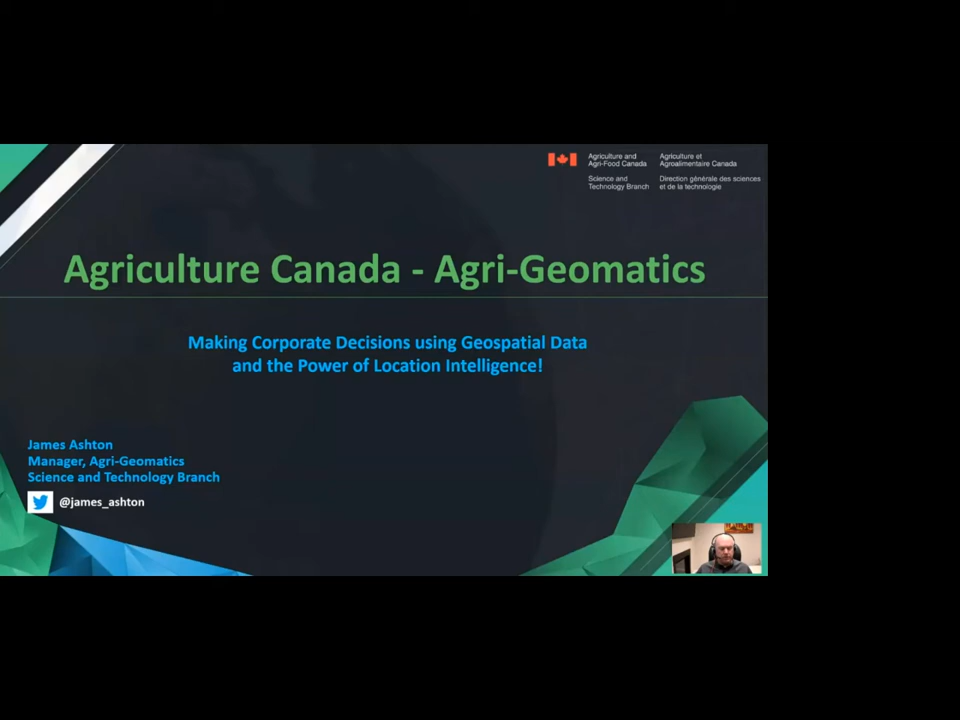 Agriculture and Agri-Food Canada
Agriculture et Agroalimentaire Canada
Science and Technology Branch
Direction générale des sciences et de la technologie
Agriculture Canada - Agri-Geomatics
Making Corporate Decisions using Geospatial Data
and the Power of Location Intelligence!
James Ashton
Manager, Agri-Geomatics
Science and Technology Branch
@james_ashton